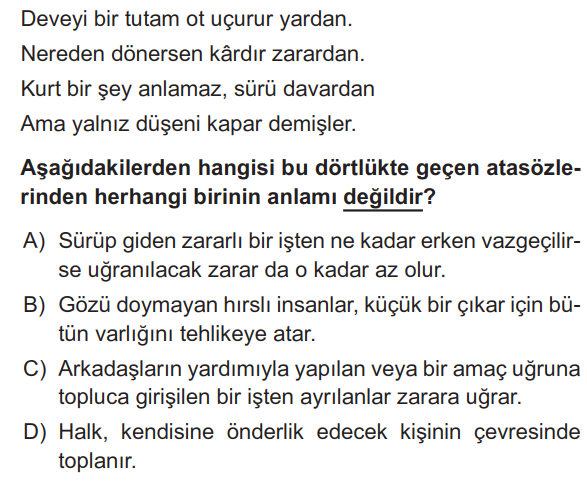 Deveyi bir tutam ot uçurur yardan.
Nereden dönersen kârdır zarardan.
Kurt bir şey anlamaz, sürü davardan
Ama yalnız düşeni kapar demişler.
Aşağıdakilerden hangisi bu dörtlükte geçen atasözle-
rinden herhangi birinin anlamı değildir?
A) Sürüp giden zararlı bir işten ne kadar erken vazgeçilir-
se uğranılacak zarar da o kadar az olur.
B) Gözü doymayan hırslı insanlar, küçük bir çıkar için bü-
tün varlığını tehlikeye atar.
C) Arkadaşların yardımıyla yapılan veya bir amaç uğruna
topluca girişilen bir işten ayrılanlar zarara uğrar.
D) Halk, kendisine önderlik edecek kişinin çevresinde
toplanır.